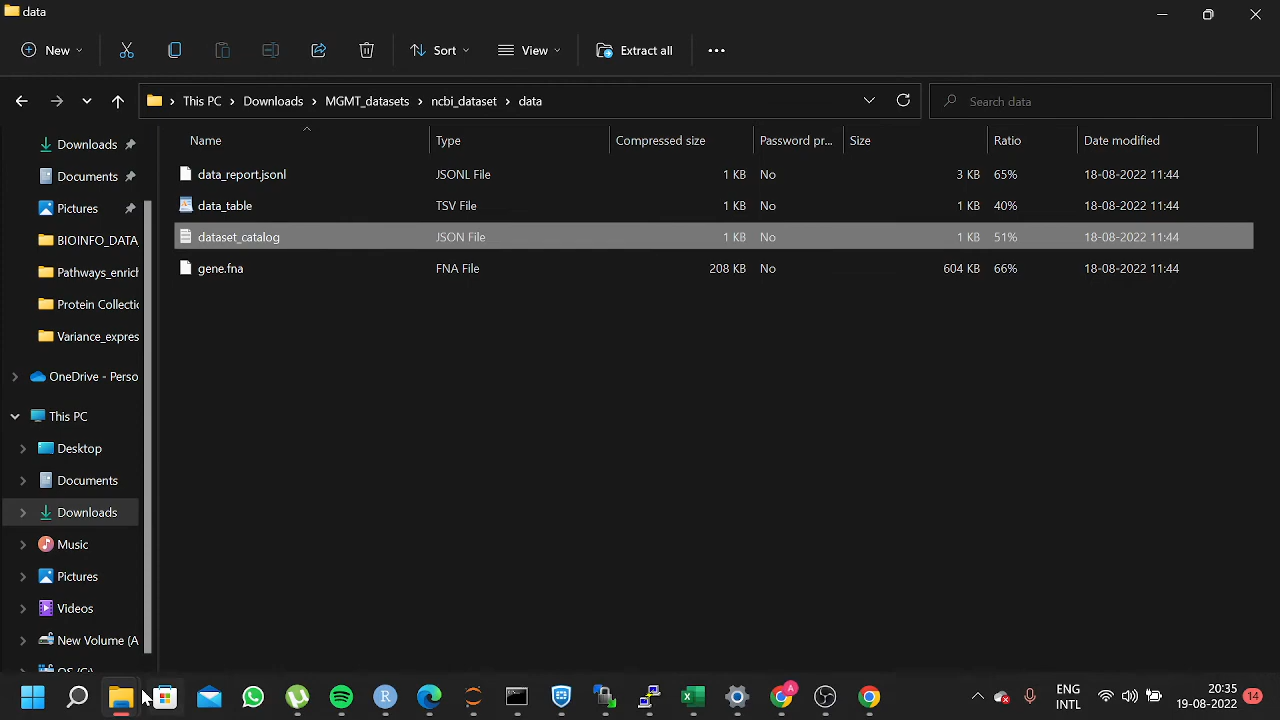 data
New
Sort
View
Extract all
This PC
Downloads
MGMT_datasets
ncbi_dataset
data
Search data
Name
Type
Compressed size
Password pr...
Size
Ratio
Date modified
data_report.jsonl
JSONL File
1 KB
No
3 KB
65%
18-08-2022 11:44
data_table
TSV File
1 KB
No
1 KB
40%
18-08-2022 11:44
dataset_catalog
JSON File
1 KB
No
1 KB
51%
18-08-2022 11:44
gene.fna
FNA File
208 KB
No
604 KB
66%
18-08-2022 11:44
Downloads
Documents
Pictures
BIOINFO_DATA
Pathways_enrich
Protein Collectic
Variance_expres
OneDrive - Perso
This PC
Desktop
Documents
Downloads
Music
Pictures
Videos
New Volume (A
OS (C:)
R
A
ENG
INTL
20:35
19-08-2022
14